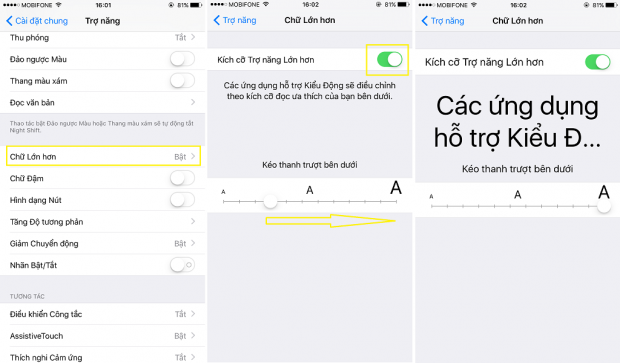 MOBIFONE 16:01 81%
Cài đặt chung Trợ năng
Thu phóng Tắt
Đảo ngược Màu
Thang màu xám
Đọc văn bản
Thao tác bật Đảo ngược Màu hoặc Thang màu xám sẽ tự động tắt
Night Shift.
Chữ Lớn hơn Bật
Chữ Đậm
Hình dạng Nút
Tăng Độ tương phản
Giảm Chuyển động Bật
Nhãn Bật/Tắt
TƯƠNG TÁC
Điều khiển Công tắc Tắt
AssistiveTouch Bật
Thích nghi Cảm ứng Tắt
MOBIFONE 16:02 81%
Trợ năng Chữ Lớn hơn
Kích cỡ Trợ năng Lớn hơn
Các ứng dụng hỗ trợ Kiểu Động sẽ điều chỉnh
theo kích cỡ đọc ưa thích của bạn bên dưới.
Kéo thanh trượt bên dưới
A A A
MOBIFONE 16:02 81%
Trợ năng Chữ Lớn hơn
Kích cỡ Trợ năng Lớn hơn
Các ứng dụng
hỗ trợ Kiểu Đ...
Kéo thanh trượt bên dưới
A A A